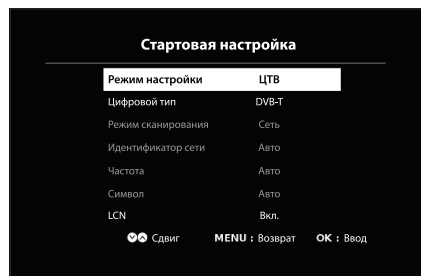 Стартовая настройка
Режим настройки ЦТВ
Цифровой тип DVB-T
Режим сканирования Сеть
Идентификатор сети Авто
Частота Авто
Символ Авто
LCN Вкл.
Сдвиг MENU : Возврат OK : Ввод